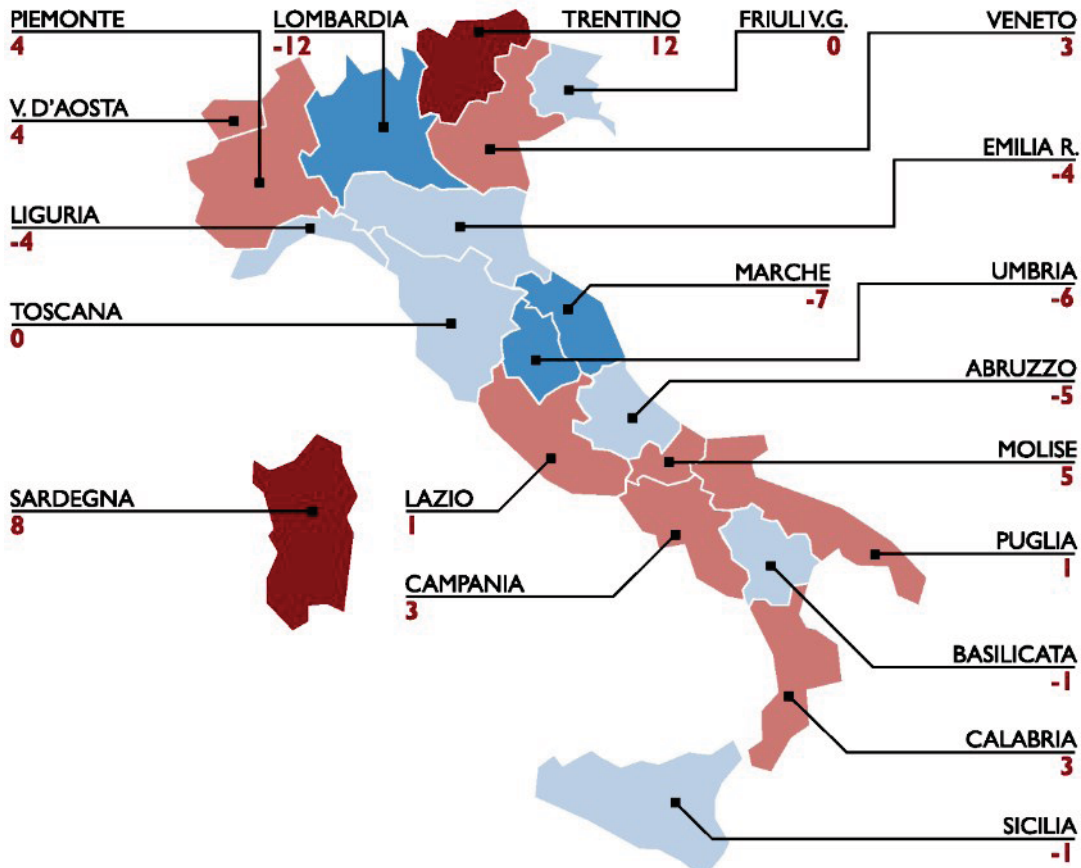 PIEMONTE
4
LOMBARDIA
-12
TRENTINO
12
FRIULI V.G.
0
VENETO
3
V. D'AOSTA
4
EMILIA R.
-4
LIGURIA
-4
MARCHE
-7
UMBRIA
-6
TOSCANA
0
ABRUZZO
-5
MOLISE
5
SARDEGNA
8
LAZIO
1
PUGLIA
1
CAMPANIA
3
BASILICATA
-1
CALABRIA
3
SICILIA
-1